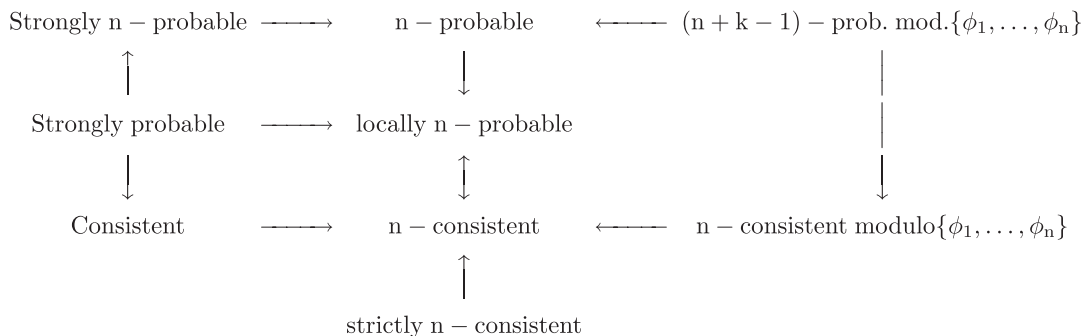 Strongly n − probable ⟶ n − probable ⟵ (n + k − 1) − prob. mod.{ϕ₁, …, ϕₙ}
Strongly probable ⟶ locally n − probable
Consistent ⟶ n − consistent ⟵ n − consistent modulo{ϕ₁, …, ϕₙ}
strictly n − consistent